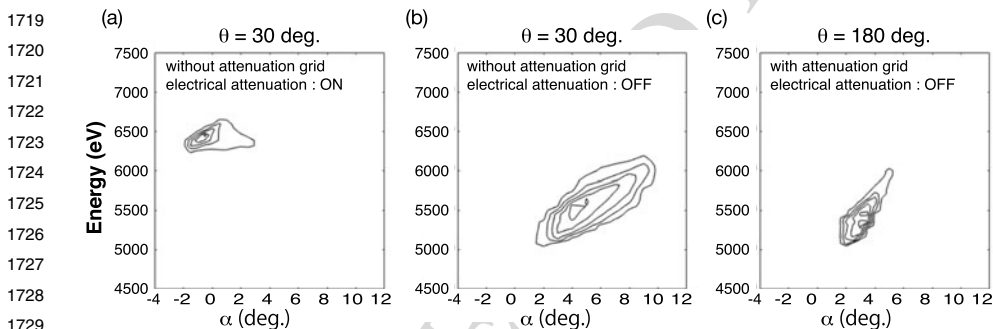 1719
1720
1721
1722
1723
1724
1725
1726
1727
1728
1729
(a)
θ = 30 deg.
without attenuation grid
electrical attenuation : ON
7500
7000
6500
6000
5500
5000
4500
Energy (eV)
-4 -2 0 2 4 6 8 10 12
α (deg.)
(b)
θ = 30 deg.
without attenuation grid
electrical attenuation : OFF
7500
7000
6500
6000
5500
5000
4500
-4 -2 0 2 4 6 8 10 12
α (deg.)
(c)
θ = 180 deg.
with attenuation grid
electrical attenuation : OFF
7500
7000
6500
6000
5500
5000
4500
-4 -2 0 2 4 6 8 10 12
α (deg.)